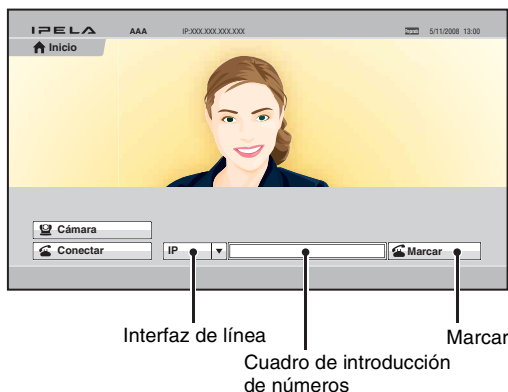 IPELA AAA IP:XXX.XXX.XXX.XXX 5/11/2008 13:00
Inicio
Cámara
Conectar IP Marcar
Interfaz de línea Marcar
Cuadro de introducción
de números